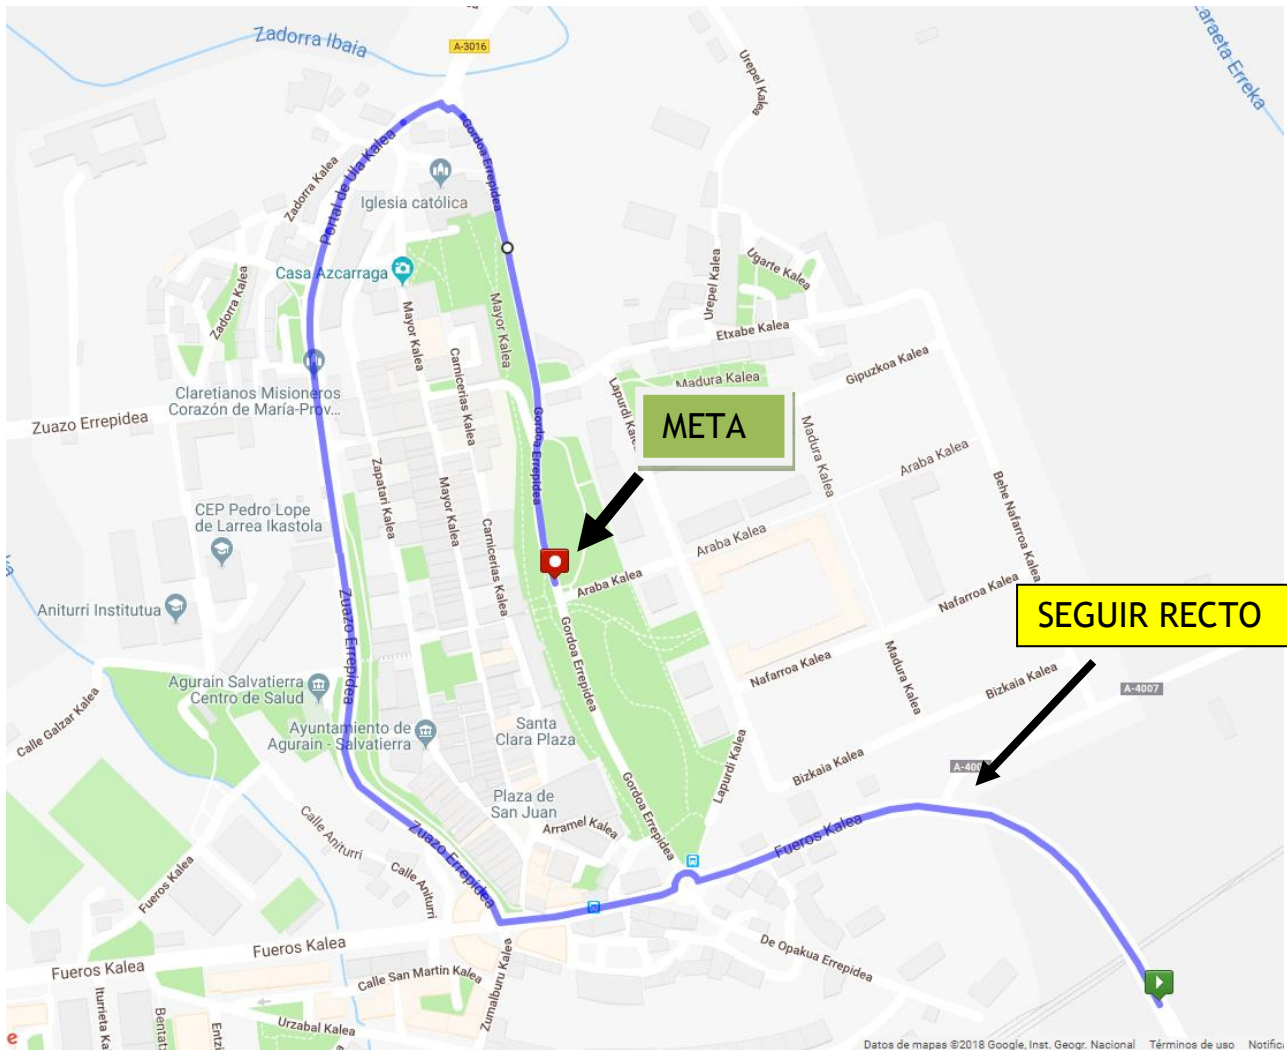 Zadorra Ibaia
A-3016
Urepel Kalea
Zaraeta Erreka
Gordoa Errepidea
Portal de Ula Kalea
Zadorra Kalea
Iglesia católica
Casa Azcarraga
Zadorra Kalea
Mayor Kalea
Mayor Kalea
Carnicerias Kalea
Urepel Kalea
Ugarte Kalea
Etxabe Kalea
Gipuzkoa Kalea
Madura Kalea
Lapurdi Kalea
META
Claretianos Misioneros
Corazón de María-Prov...
Zuazo Errepidea
Gordoa Errepidea
Madura Kalea
Araba Kalea
Behe Nafarroa Kalea
Zapatari Kalea
Mayor Kalea
Carnicerias Kalea
CEP Pedro Lope
de Larrea Ikastola
Araba Kalea
Araba Kalea
Aniturri Institutua
Nafarroa Kalea
SEGUIR RECTO
Zuazo Errepidea
Gordoa Errepidea
Nafarroa Kalea
Madura Kalea
Bizkaia Kalea
A-4007
Agurain Salvatierra
Centro de Salud
Calle Galzar Kalea
Ayuntamiento de
Agurain - Salvatierra
Santa
Clara Plaza
Lapurdi Kalea
Bizkaia Kalea
Plaza de
San Juan
Gordoa Errepidea
Arramel Kalea
Calle Aniturri
Zuazo Errepidea
Fueros Kalea
Calle Aniturri
Fueros Kalea
Fueros Kalea
Fueros Kalea
De Opakua Errepidea
Calle San Martin Kalea
Zumalburu Kalea
Iturrieta Ka
Bentatx
Entzi
Urzabal Kalea
Datos de mapas ©2018 Google, Inst. Geogr. Nacional Términos de uso Notific